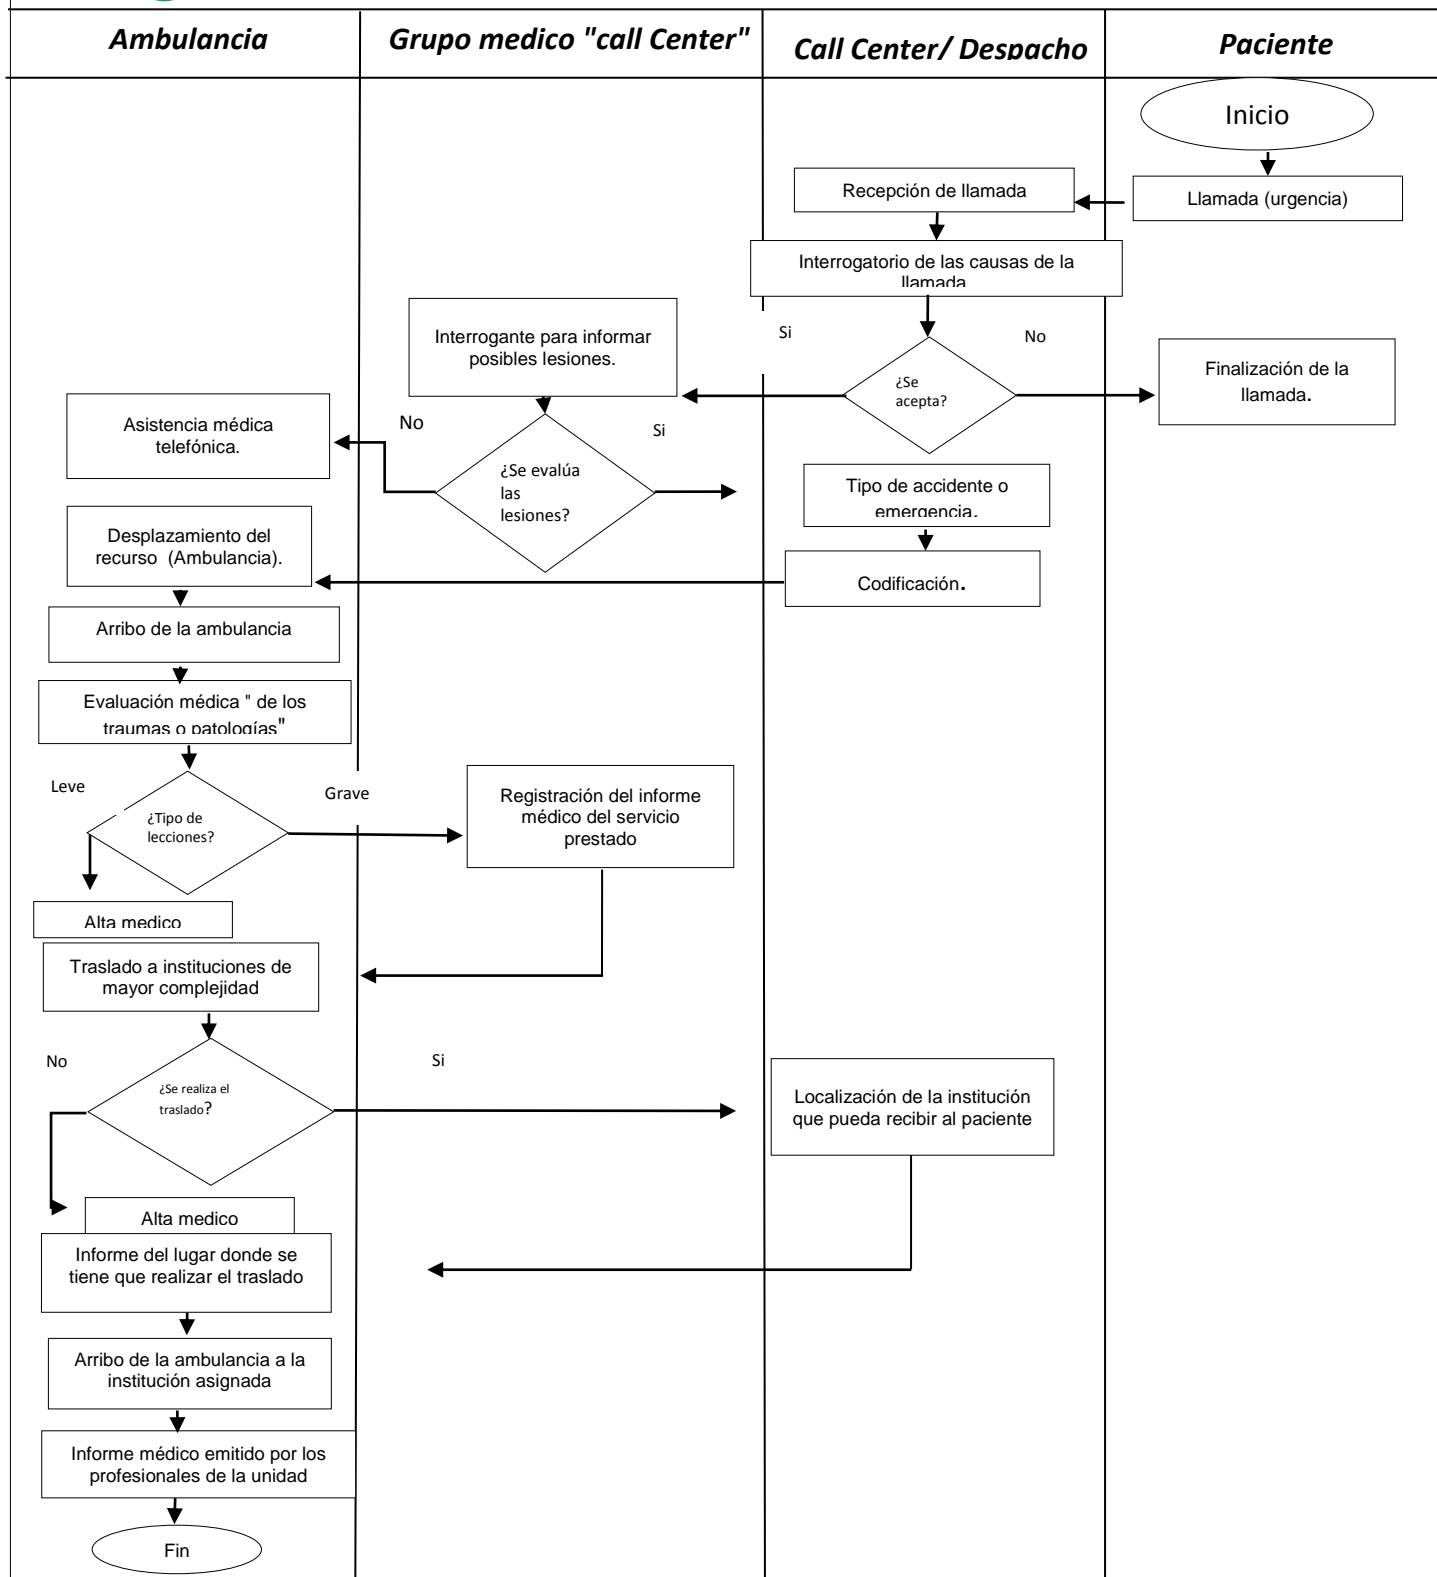 Ambulancia
Grupo medico "call Center"
Call Center/ Despacho
Paciente
Inicio
Recepción de llamada
Llamada (urgencia)
Interrogatorio de las causas de la
llamada
Interrogante para informar
posibles lesiones.
Si
No
¿Se
acepta?
Finalización de la
llamada.
Asistencia médica
telefónica.
No
Si
¿Se evalúa
las
lesiones?
Tipo de accidente o
emergencia.
Desplazamiento del
recurso (Ambulancia).
Codificación.
Arribo de la ambulancia
Evaluación médica " de los
traumas o patologías"
Leve
Grave
¿Tipo de
lecciones?
Registración del informe
médico del servicio
prestado
Alta medico
Traslado a instituciones de
mayor complejidad
No
Si
¿Se realiza el
traslado?
Localización de la institución
que pueda recibir al paciente
Alta medico
Informe del lugar donde se
tiene que realizar el traslado
Arribo de la ambulancia a la
institución asignada
Informe médico emitido por los
profesionales de la unidad
Fin